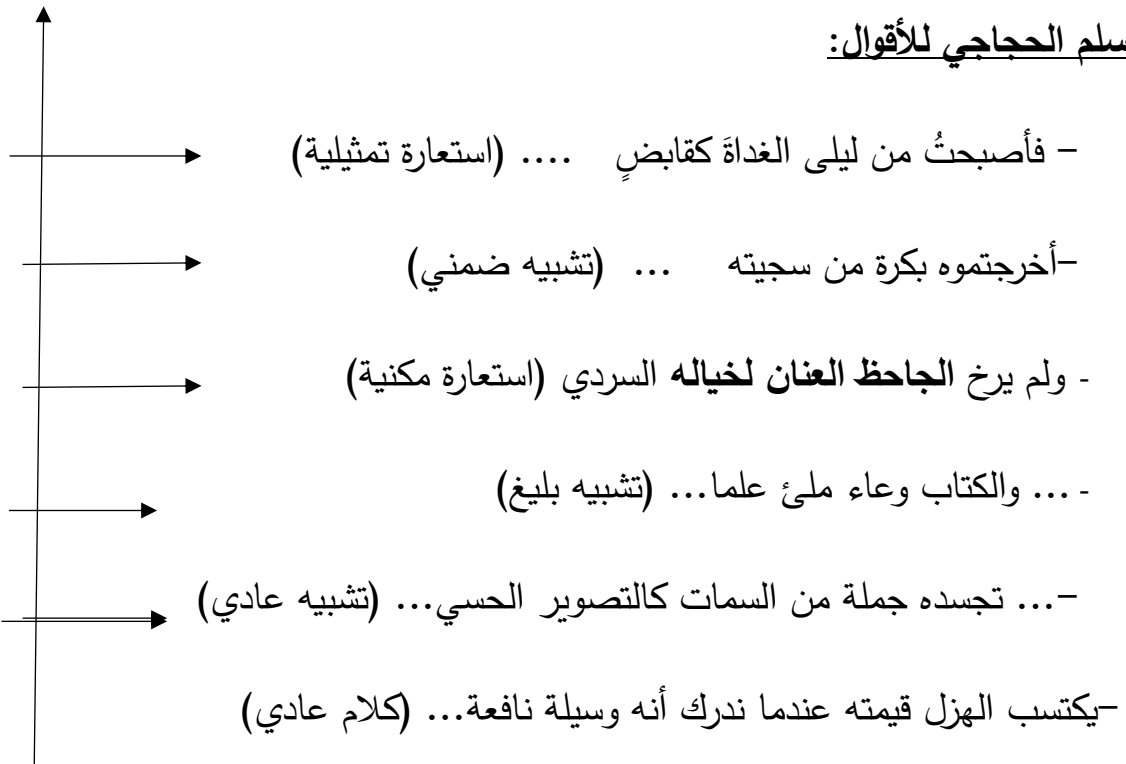 سلم الحجاجي للأقوال:
– فأصبحتُ من ليلى الغداةَ كقابضٍ .... (استعارة تمثيلية)
–أخرجتموه بكرة من سجيته ... (تشبيه ضمني)
- ولم يرخ الجاحظ العنان لخياله السردي (استعارة مكنية)
- ... والكتاب وعاء ملئ علما... (تشبيه بليغ)
–... تجسده جملة من السمات كالتصوير الحسي... (تشبيه عادي)
–يكتسب الهزل قيمته عندما ندرك أنه وسيلة نافعة... (كلام عادي)